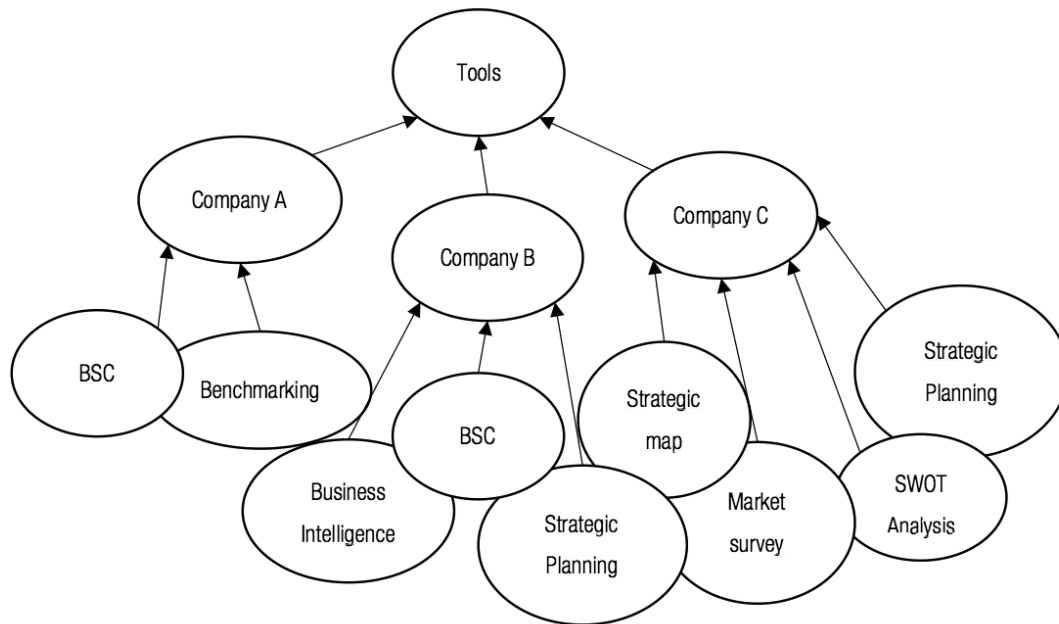 Tools
Company A
Company B
Company C
BSC
Benchmarking
Business
Intelligence
BSC
Strategic
Planning
Strategic
map
Market
survey
SWOT
Analysis
Strategic
Planning